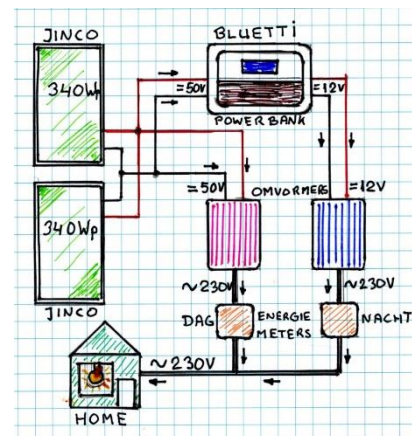 JINCO
340Wp
340Wp
JINCO
BLUETTi
=50V
=12V
POWERBANK
=50V
OMVORMERS
=12V
~230V
~230V
DAG
ENERGIE
METERS
NACHT
~230V
HOME